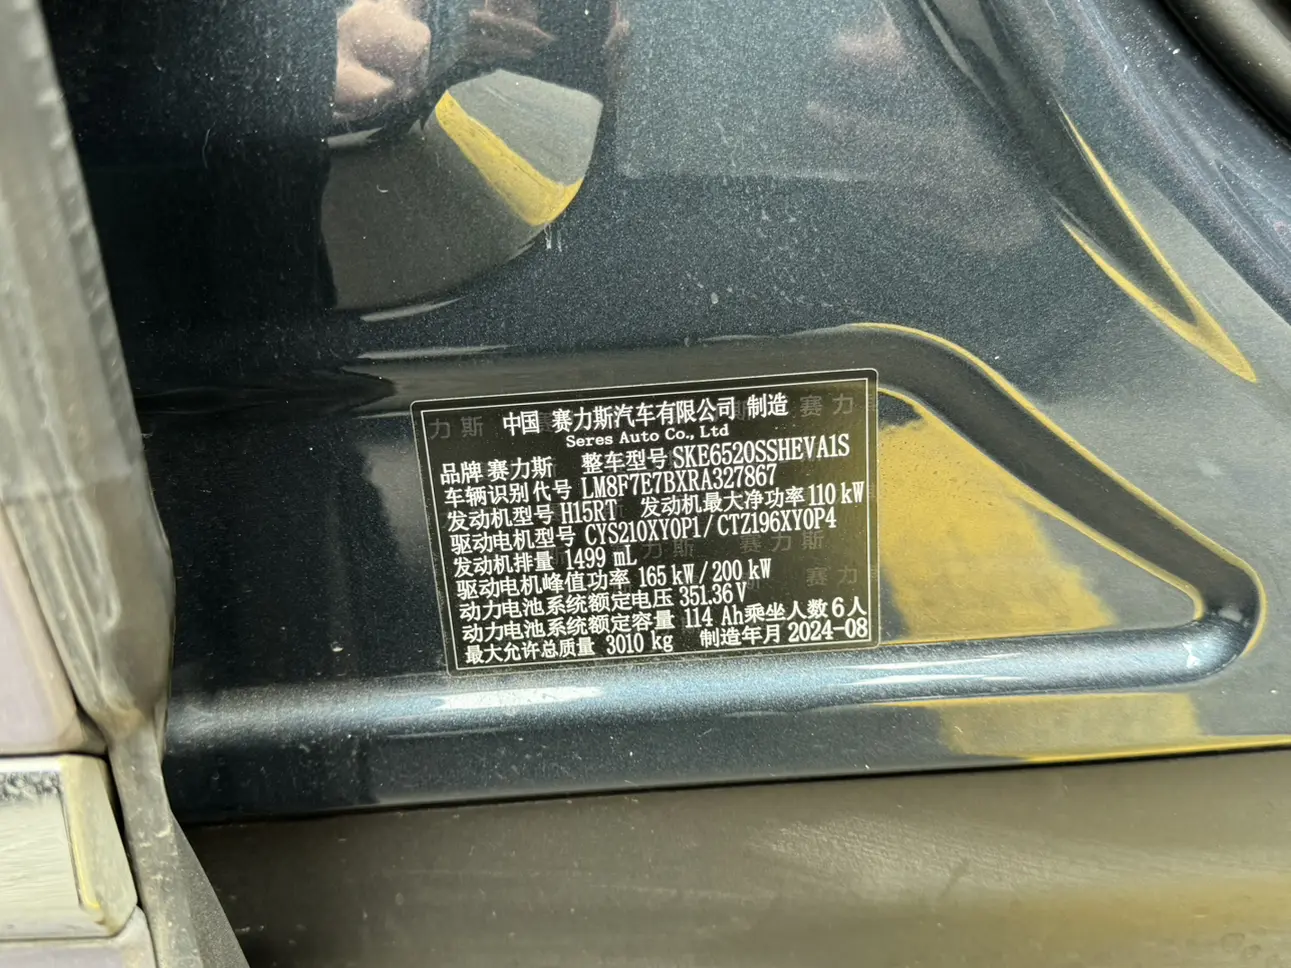 中国 赛力斯汽车有限公司 制造
Seres Auto Co., Ltd
品牌 赛力斯 整车型号 SKE6520SSHEVA1S
车辆识别代号 LM8F7E7BXRA327867
发动机型号 H15RT 发动机最大净功率 110 kW
驱动电机型号 CYS210XY0P1/CTZ196XY0P4
发动机排量 1499 mL
驱动电机峰值功率 165 kW/200 kW
动力电池系统额定电压 351.36 V
动力电池系统额定容量 114 Ah 乘坐人数 6人
最大允许总质量 3010 kg 制造年月 2024-08